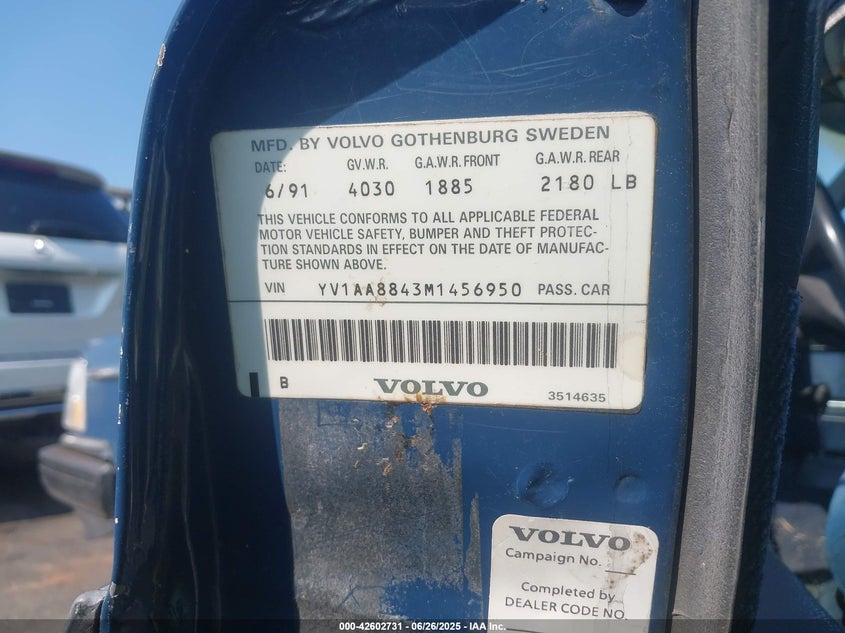 MFD. BY VOLVO GOTHENBURG SWEDEN
DATE: G.V.W.R. G.A.W.R. FRONT G.A.W.R. REAR
6/91 4030 1885 2180 LB
THIS VEHICLE CONFORMS TO ALL APPLICABLE FEDERAL
MOTOR VEHICLE SAFETY, BUMPER AND THEFT PROTEC-
TION STANDARDS IN EFFECT ON THE DATE OF MANUFAC-
TURE SHOWN ABOVE.
VIN YV1AA8843M1456950 PASS. CAR
B VOLVO 3514635
VOLVO
Campaign No.
Completed by
DEALER CODE NO.
000-42602731 - 06/26/2025 - IAA Inc.